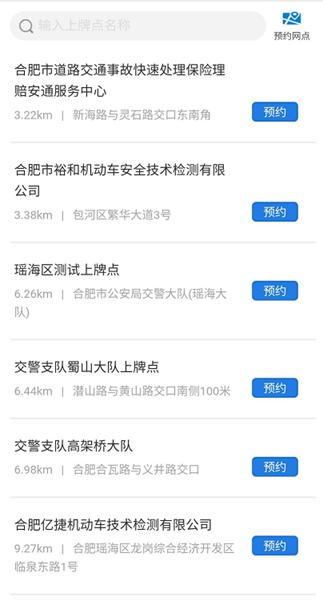 输入上牌点名称
预约网点
合肥市道路交通事故快速处理保险理
赔安通服务中心
3.22km | 新海路与灵石路交口东南角
预约
合肥市裕和机动车安全技术检测有限
公司
3.38km | 包河区繁华大道3号
预约
瑶海区测试上牌点
6.26km | 合肥市公安局交警大队(瑶海大
队)
预约
交警支队蜀山大队上牌点
6.44km | 潜山路与黄山路交口南侧100米
预约
交警支队高架桥大队
6.98km | 合肥合瓦路与义井路交口
预约
合肥亿捷机动车技术检测有限公司
9.27km | 合肥瑶海区龙岗综合经济开发区
临泉东路1号
预约